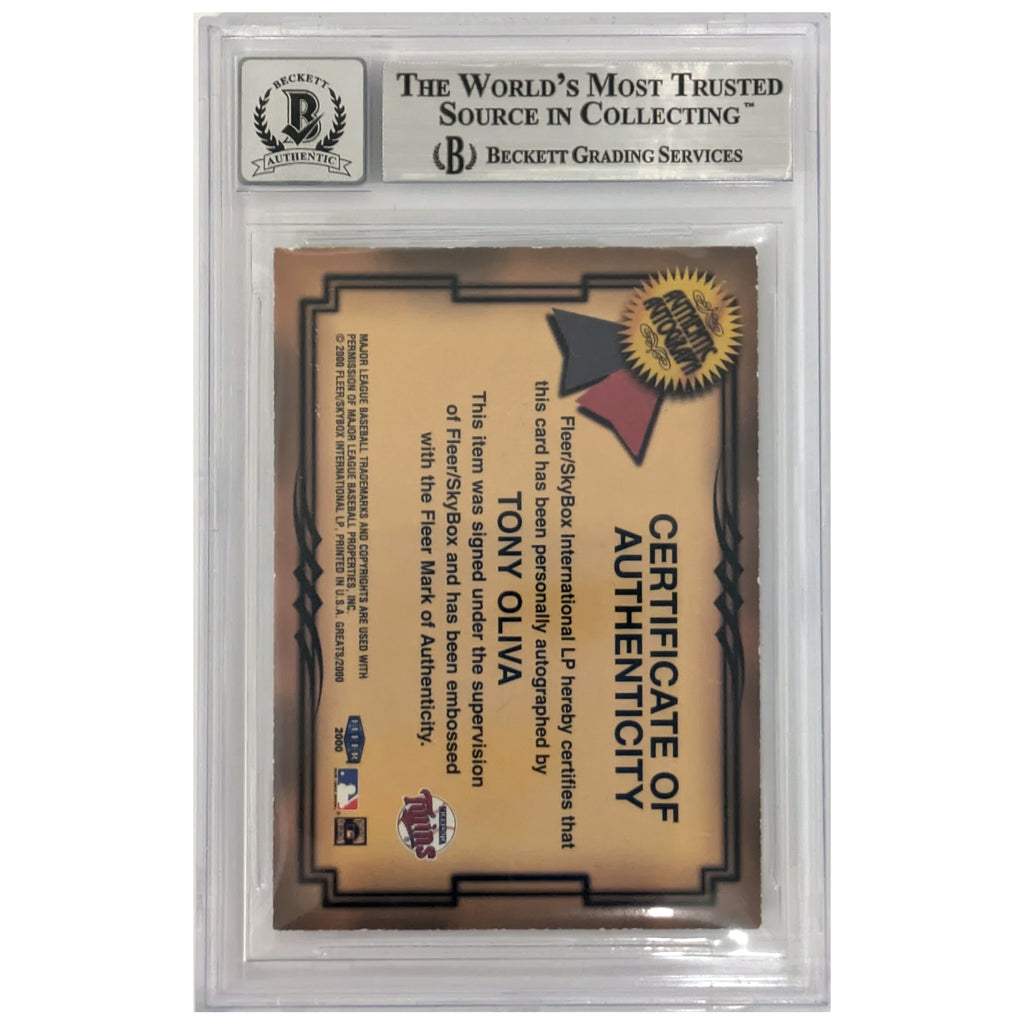 BECKETT
B
AUTHENTIC
THE WORLD'S MOST TRUSTED
SOURCE IN COLLECTING™
B BECKETT GRADING SERVICES
AUTHENTIC
AUTOGRAPH
CERTIFICATE OF
AUTHENTICITY
Fleer/SkyBox International LP hereby certifies that
this card has been personally autographed by
TONY OLIVA
This item was signed under the supervision
of Fleer/SkyBox and has been embossed
with the Fleer Mark of Authenticity.
Twins
MAJOR LEAGUE BASEBALL TRADEMARKS AND COPYRIGHTS ARE USED WITH
PERMISSION OF MAJOR LEAGUE BASEBALL PROPERTIES, INC.
© 2000 FLEER/SKYBOX INTERNATIONAL LP, PRINTED IN U.S.A. GREATS/2000
FLEER
2000